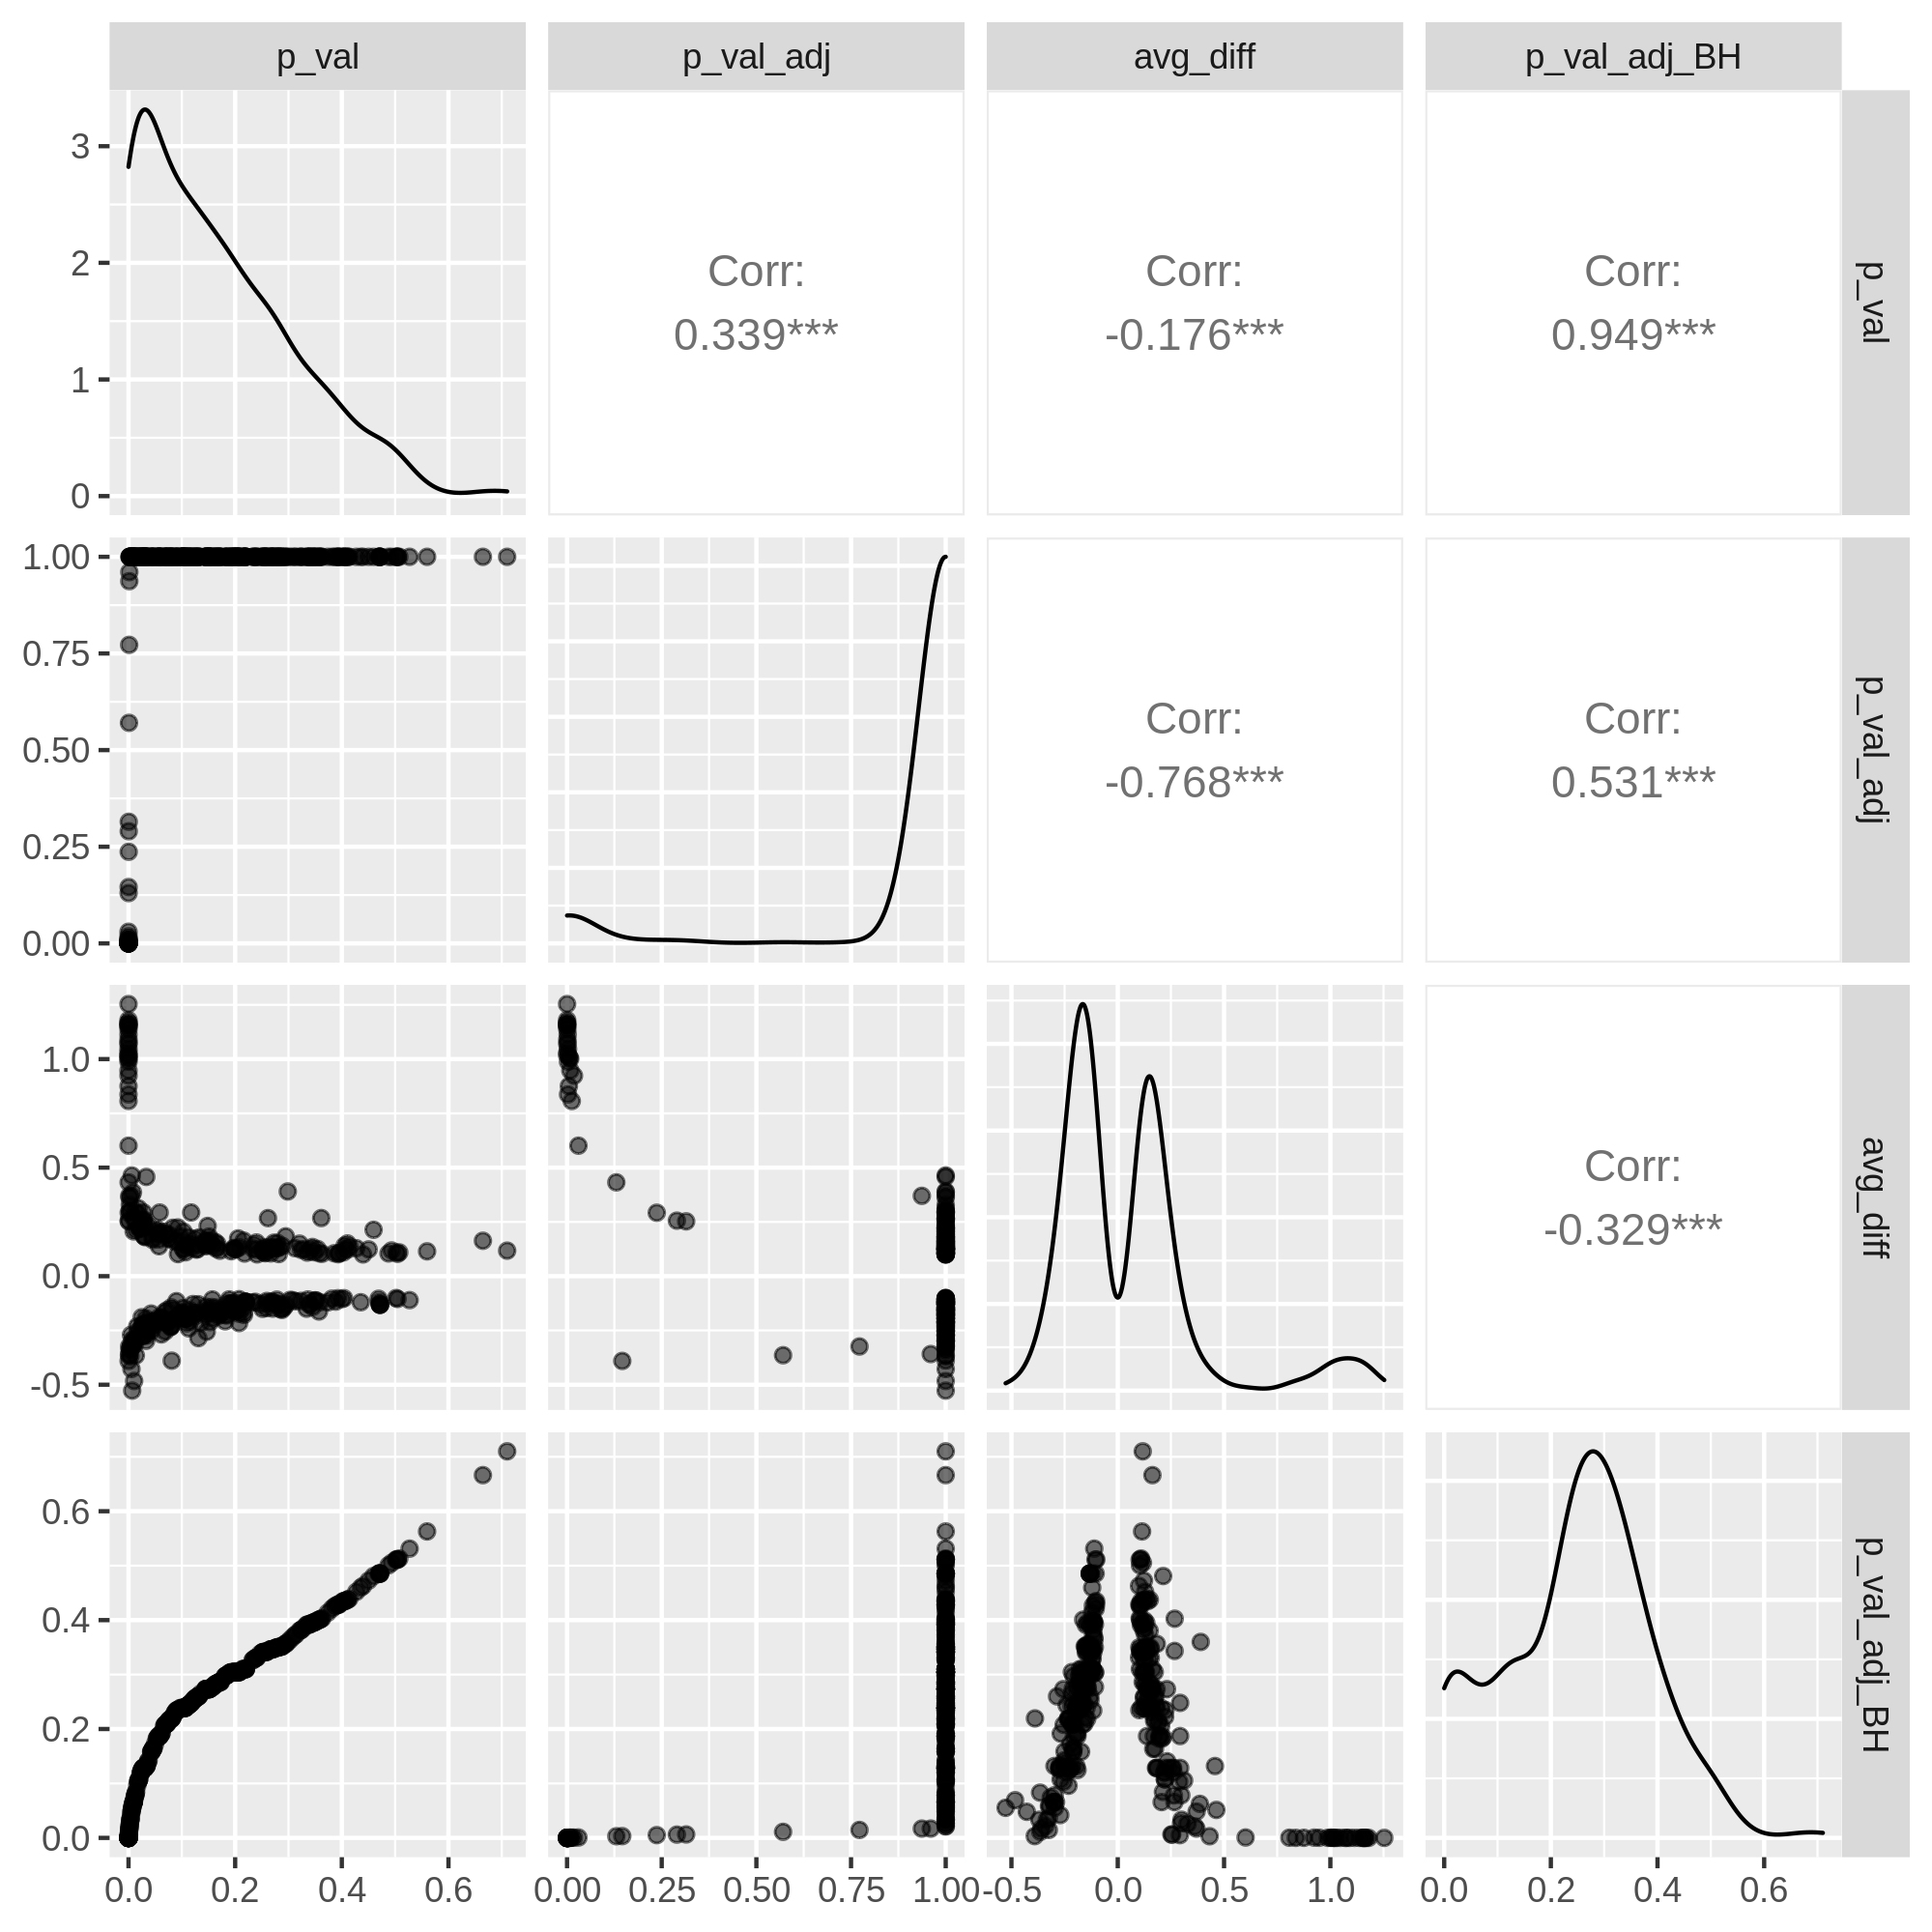 p_val p_val_adj avg_diff p_val_adj_BH
3
2
1
0
Corr:
0.339***
Corr:
-0.176***
Corr:
0.949***
p_val
1.00
0.75
0.50
0.25
0.00
Corr:
-0.768***
Corr:
0.531***
p_val_adj
1.0
0.5
0.0
-0.5
Corr:
-0.329***
avg_diff
0.6
0.4
0.2
0.0
p_val_adj_BH
0.0 0.2 0.4 0.6 0.00 0.25 0.50 0.75 1.00 -0.5 0.0 0.5 1.0 0.0 0.2 0.4 0.6